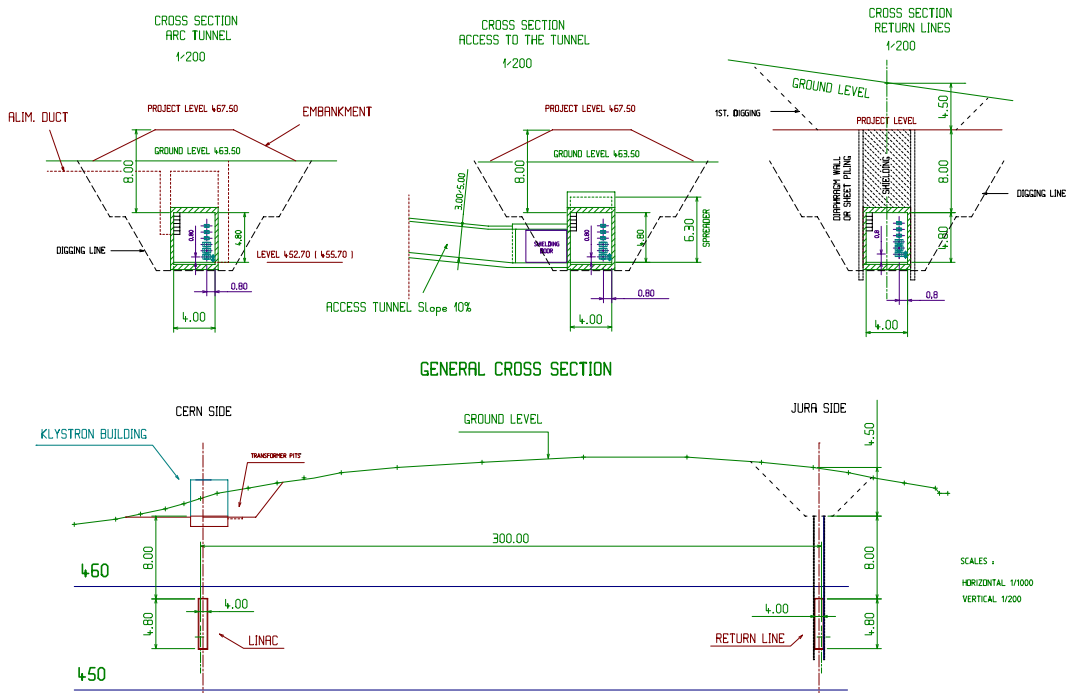 CROSS SECTION
ARC TUNNEL
1/200
ALIM. DUCT
PROJECT LEVEL 467.50
EMBANKMENT
GROUND LEVEL 463.50
8.00
0.80
4.80
DIGGING LINE
LEVEL 452.70 ( 455.70 )
0.80
4.00
CROSS SECTION
ACCESS TO THE TUNNEL
1/200
PROJECT LEVEL 467.50
GROUND LEVEL 463.50
8.00
3.00-5.00
SHIELDING
DOOR
0.80
4.80
6.30
SPREADER
ACCESS TUNNEL Slope 10%
0.80
4.00
CROSS SECTION
RETURN LINES
1/200
GROUND LEVEL
4.50
1ST. DIGGING
PROJECT LEVEL
DIAPHRAGM WALL
OR SHEET PILING
SHIELDING
8.00
DIGGING LINE
0.8
4.80
0.8
4.00
GENERAL CROSS SECTION
CERN SIDE
JURA SIDE
GROUND LEVEL
KLYSTRON BUILDING
TRANSFORMER PITS
4.50
300.00
8.00
8.00
460
SCALES :
HORIZONTAL 1/1000
VERTICAL 1/200
4.00
4.00
4.80
4.80
LINAC
RETURN LINE
450